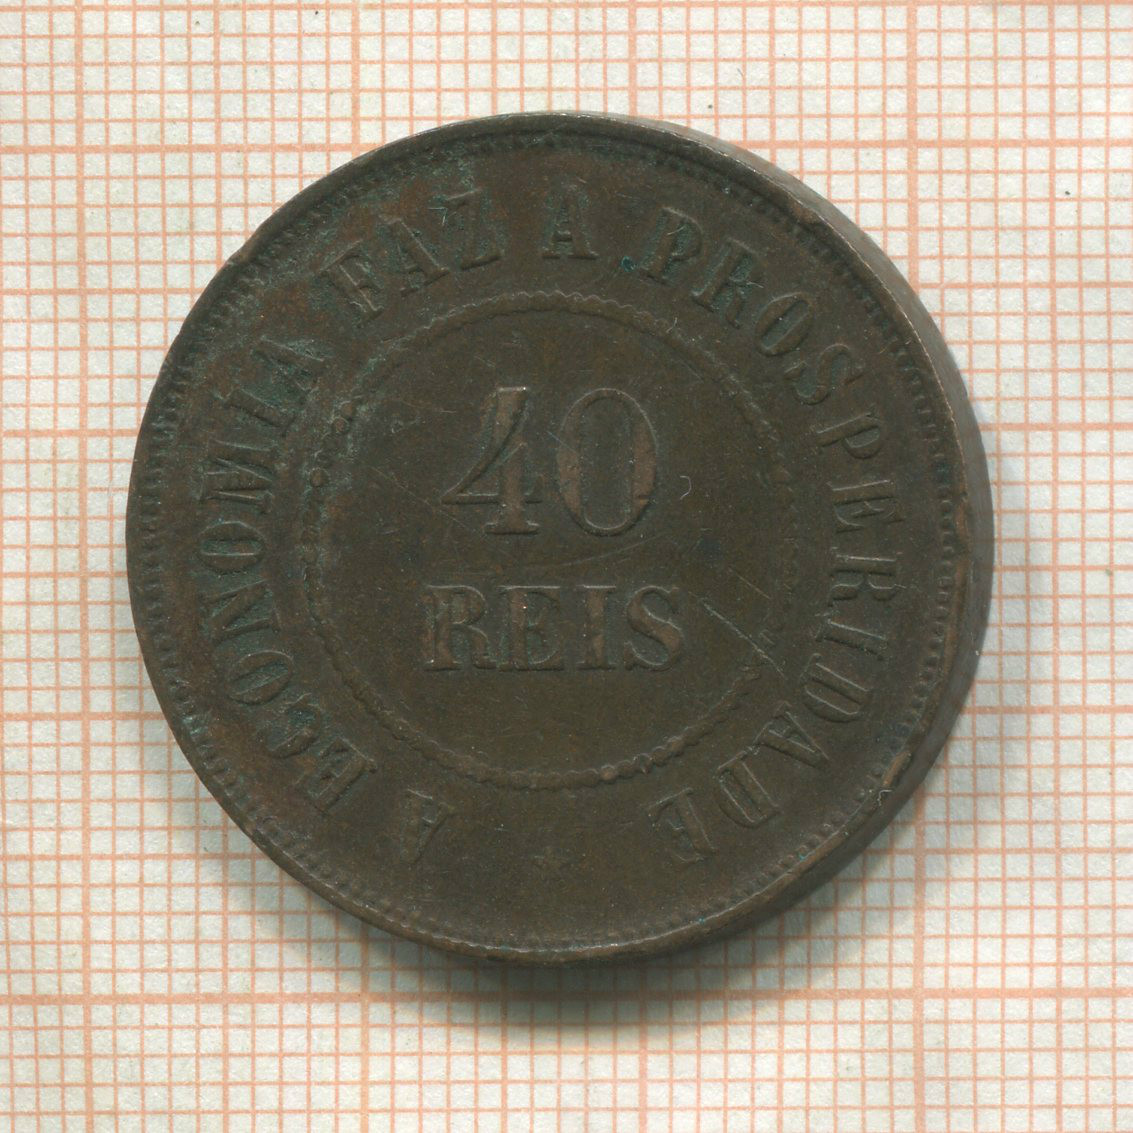 A ECONOMIA FAZ A PROSPERIDADE
40
REIS